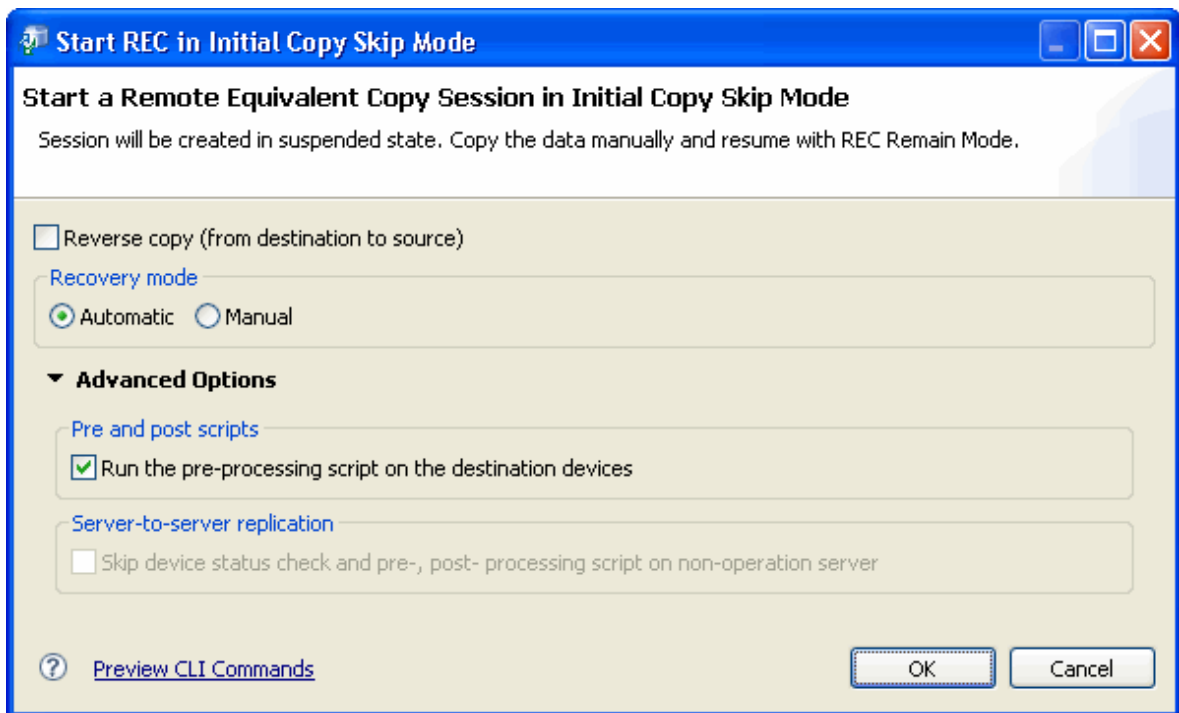 Start REC in Initial Copy Skip Mode
Start a Remote Equivalent Copy Session in Initial Copy Skip Mode
Session will be created in suspended state. Copy the data manually and resume with REC Remain Mode.
Reverse copy (from destination to source)
Recovery mode
Automatic Manual
Advanced Options
Pre and post scripts
Run the pre-processing script on the destination devices
Server-to-server replication
Skip device status check and pre-, post- processing script on non-operation server
? Preview CLI Commands OK Cancel